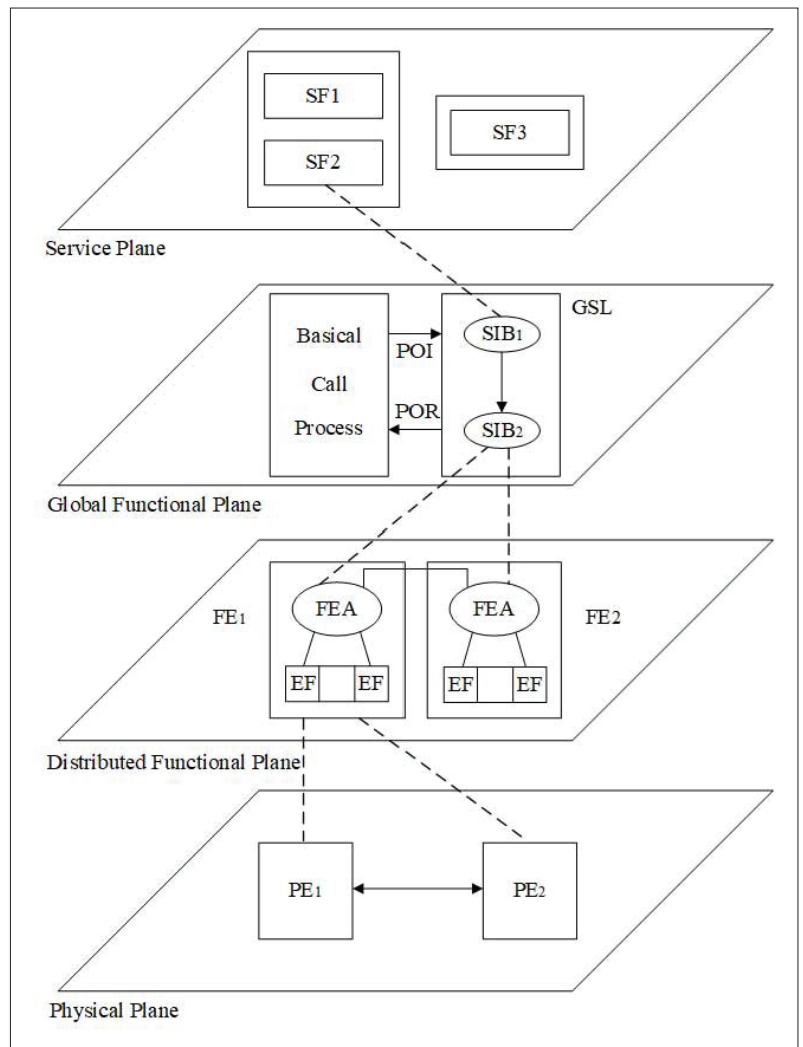 SF1
SF2
SF3
Service Plane
GSL
Basical
Call
Process
POI
POR
SIB1
SIB2
Global Functional Plane
FE1
FEA
EF EF
FEA
EF EF
FE2
Distributed Functional Plane
PE1
PE2
Physical Plane